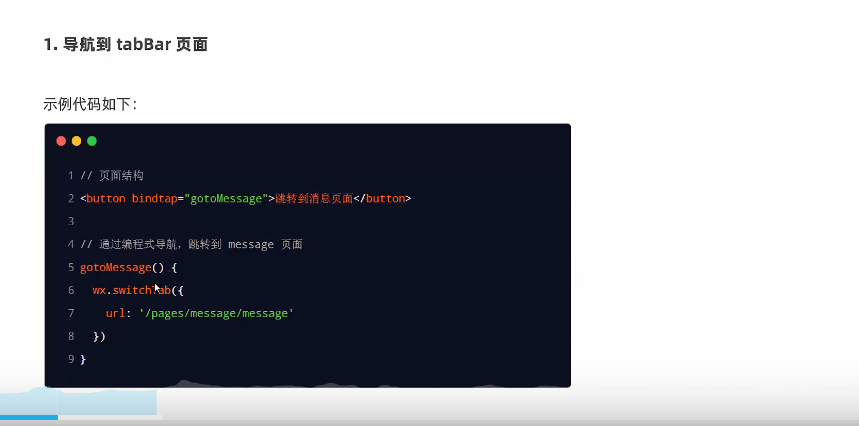 1. 导航到 tabBar 页面
示例代码如下：
1 // 页面结构
2 <button bindtap="gotoMessage">跳转到消息页面</button>
3
4 // 通过编程式导航，跳转到 message 页面
5 gotoMessage() {
6 wx.switchTab({
7 url: '/pages/message/message'
8 })
9 }